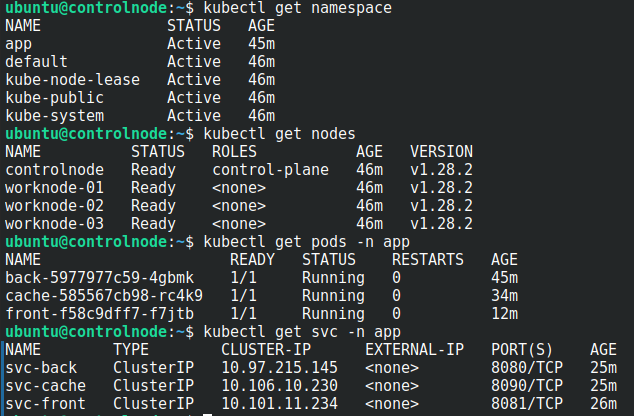 ubuntu@controlnode:~$ kubectl get namespace
NAME STATUS AGE
app Active 45m
default Active 46m
kube-node-lease Active 46m
kube-public Active 46m
kube-system Active 46m
ubuntu@controlnode:~$ kubectl get nodes
NAME STATUS ROLES AGE VERSION
controlnode Ready control-plane 46m v1.28.2
worknode-01 Ready <none> 46m v1.28.2
worknode-02 Ready <none> 46m v1.28.2
worknode-03 Ready <none> 46m v1.28.2
ubuntu@controlnode:~$ kubectl get pods -n app
NAME READY STATUS RESTARTS AGE
back-5977977c59-4gbmk 1/1 Running 0 45m
cache-585567cb98-rc4k9 1/1 Running 0 34m
front-f58c9dff7-f7jtb 1/1 Running 0 12m
ubuntu@controlnode:~$ kubectl get svc -n app
NAME TYPE CLUSTER-IP EXTERNAL-IP PORT(S) AGE
svc-back ClusterIP 10.97.215.145 <none> 8080/TCP 25m
svc-cache ClusterIP 10.106.10.230 <none> 8090/TCP 25m
svc-front ClusterIP 10.101.11.234 <none> 8081/TCP 26m